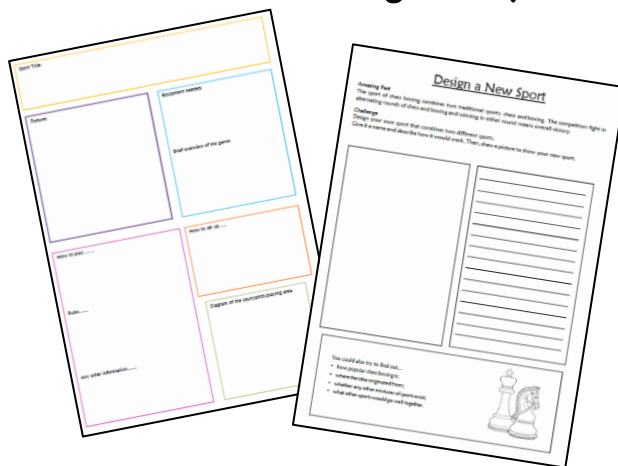 Sport Title:
Picture:
Equipment needed:
Brief overview of the game:
How to set up.....
How to play.......
Rules:.....
Diagram of the court/pitch/playing area:
Any other information.......
Design a New Sport
Amazing Fact
The sport of chess boxing combines two traditional sports; chess and boxing. The competitors fight in
alternating rounds of chess and boxing and winning in either round means overall victory.
Challenge
Design your own sport that combines two different sports.
Give it a name and describe how it would work. Then, draw a picture to show your new sport.
You could also try to find out...
• how popular chess boxing is;
• where the idea originated from;
• whether any other mixture of sports exist;
• what other sports would go well together.